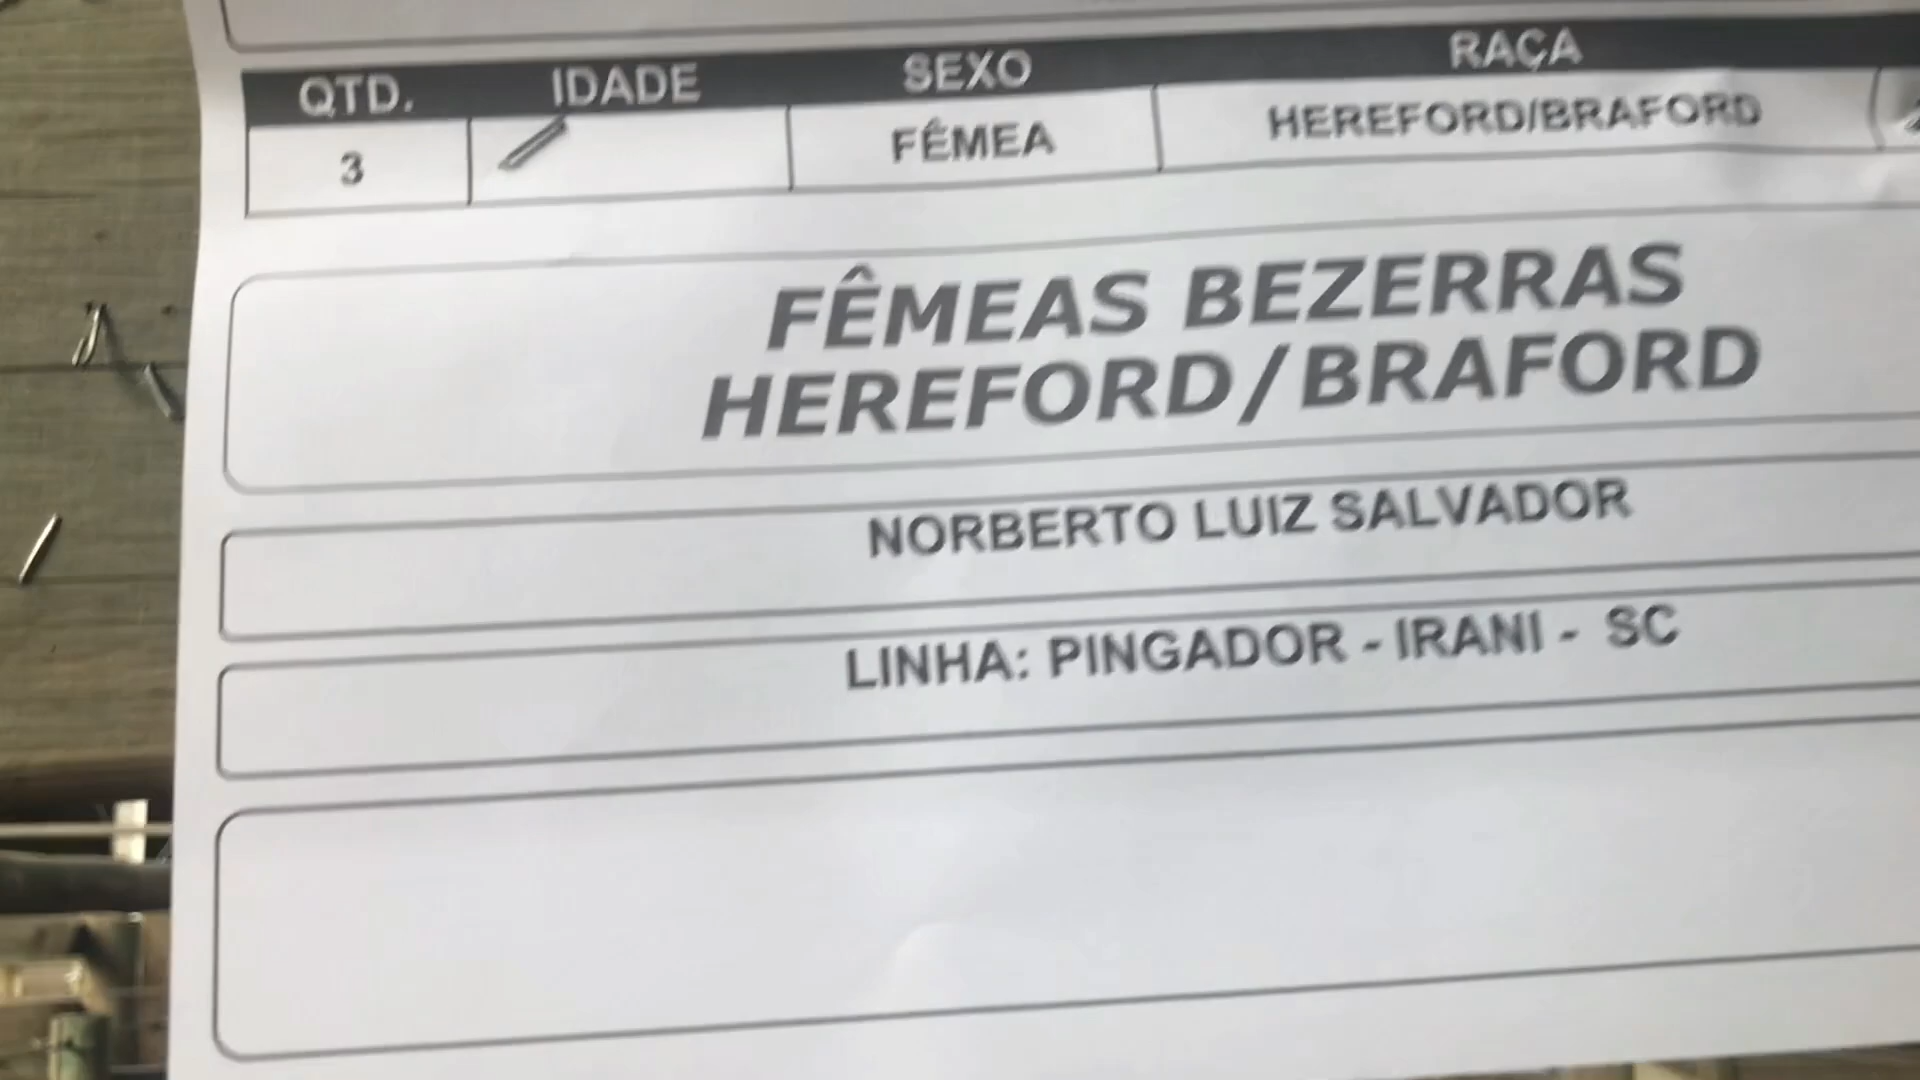 QTD. IDADE SEXO RAÇA
3 FÊMEA HEREFORD/BRAFORD
FÊMEAS BEZERRAS
HEREFORD/BRAFORD
NORBERTO LUIZ SALVADOR
LINHA: PINGADOR - IRANI - SC